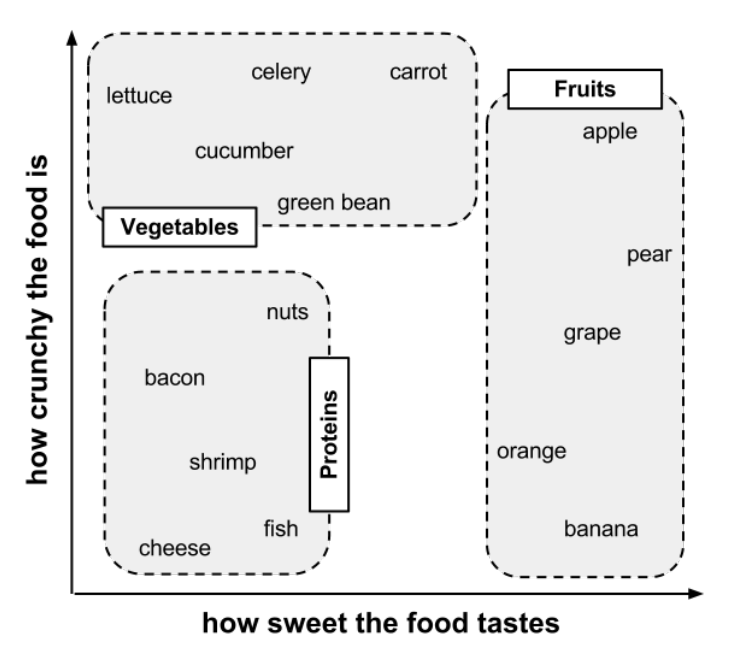 celery
carrot
lettuce
Fruits
apple
cucumber
green bean
Vegetables
pear
nuts
grape
bacon
Proteins
orange
shrimp
fish
banana
cheese
how crunchy the food is
how sweet the food tastes